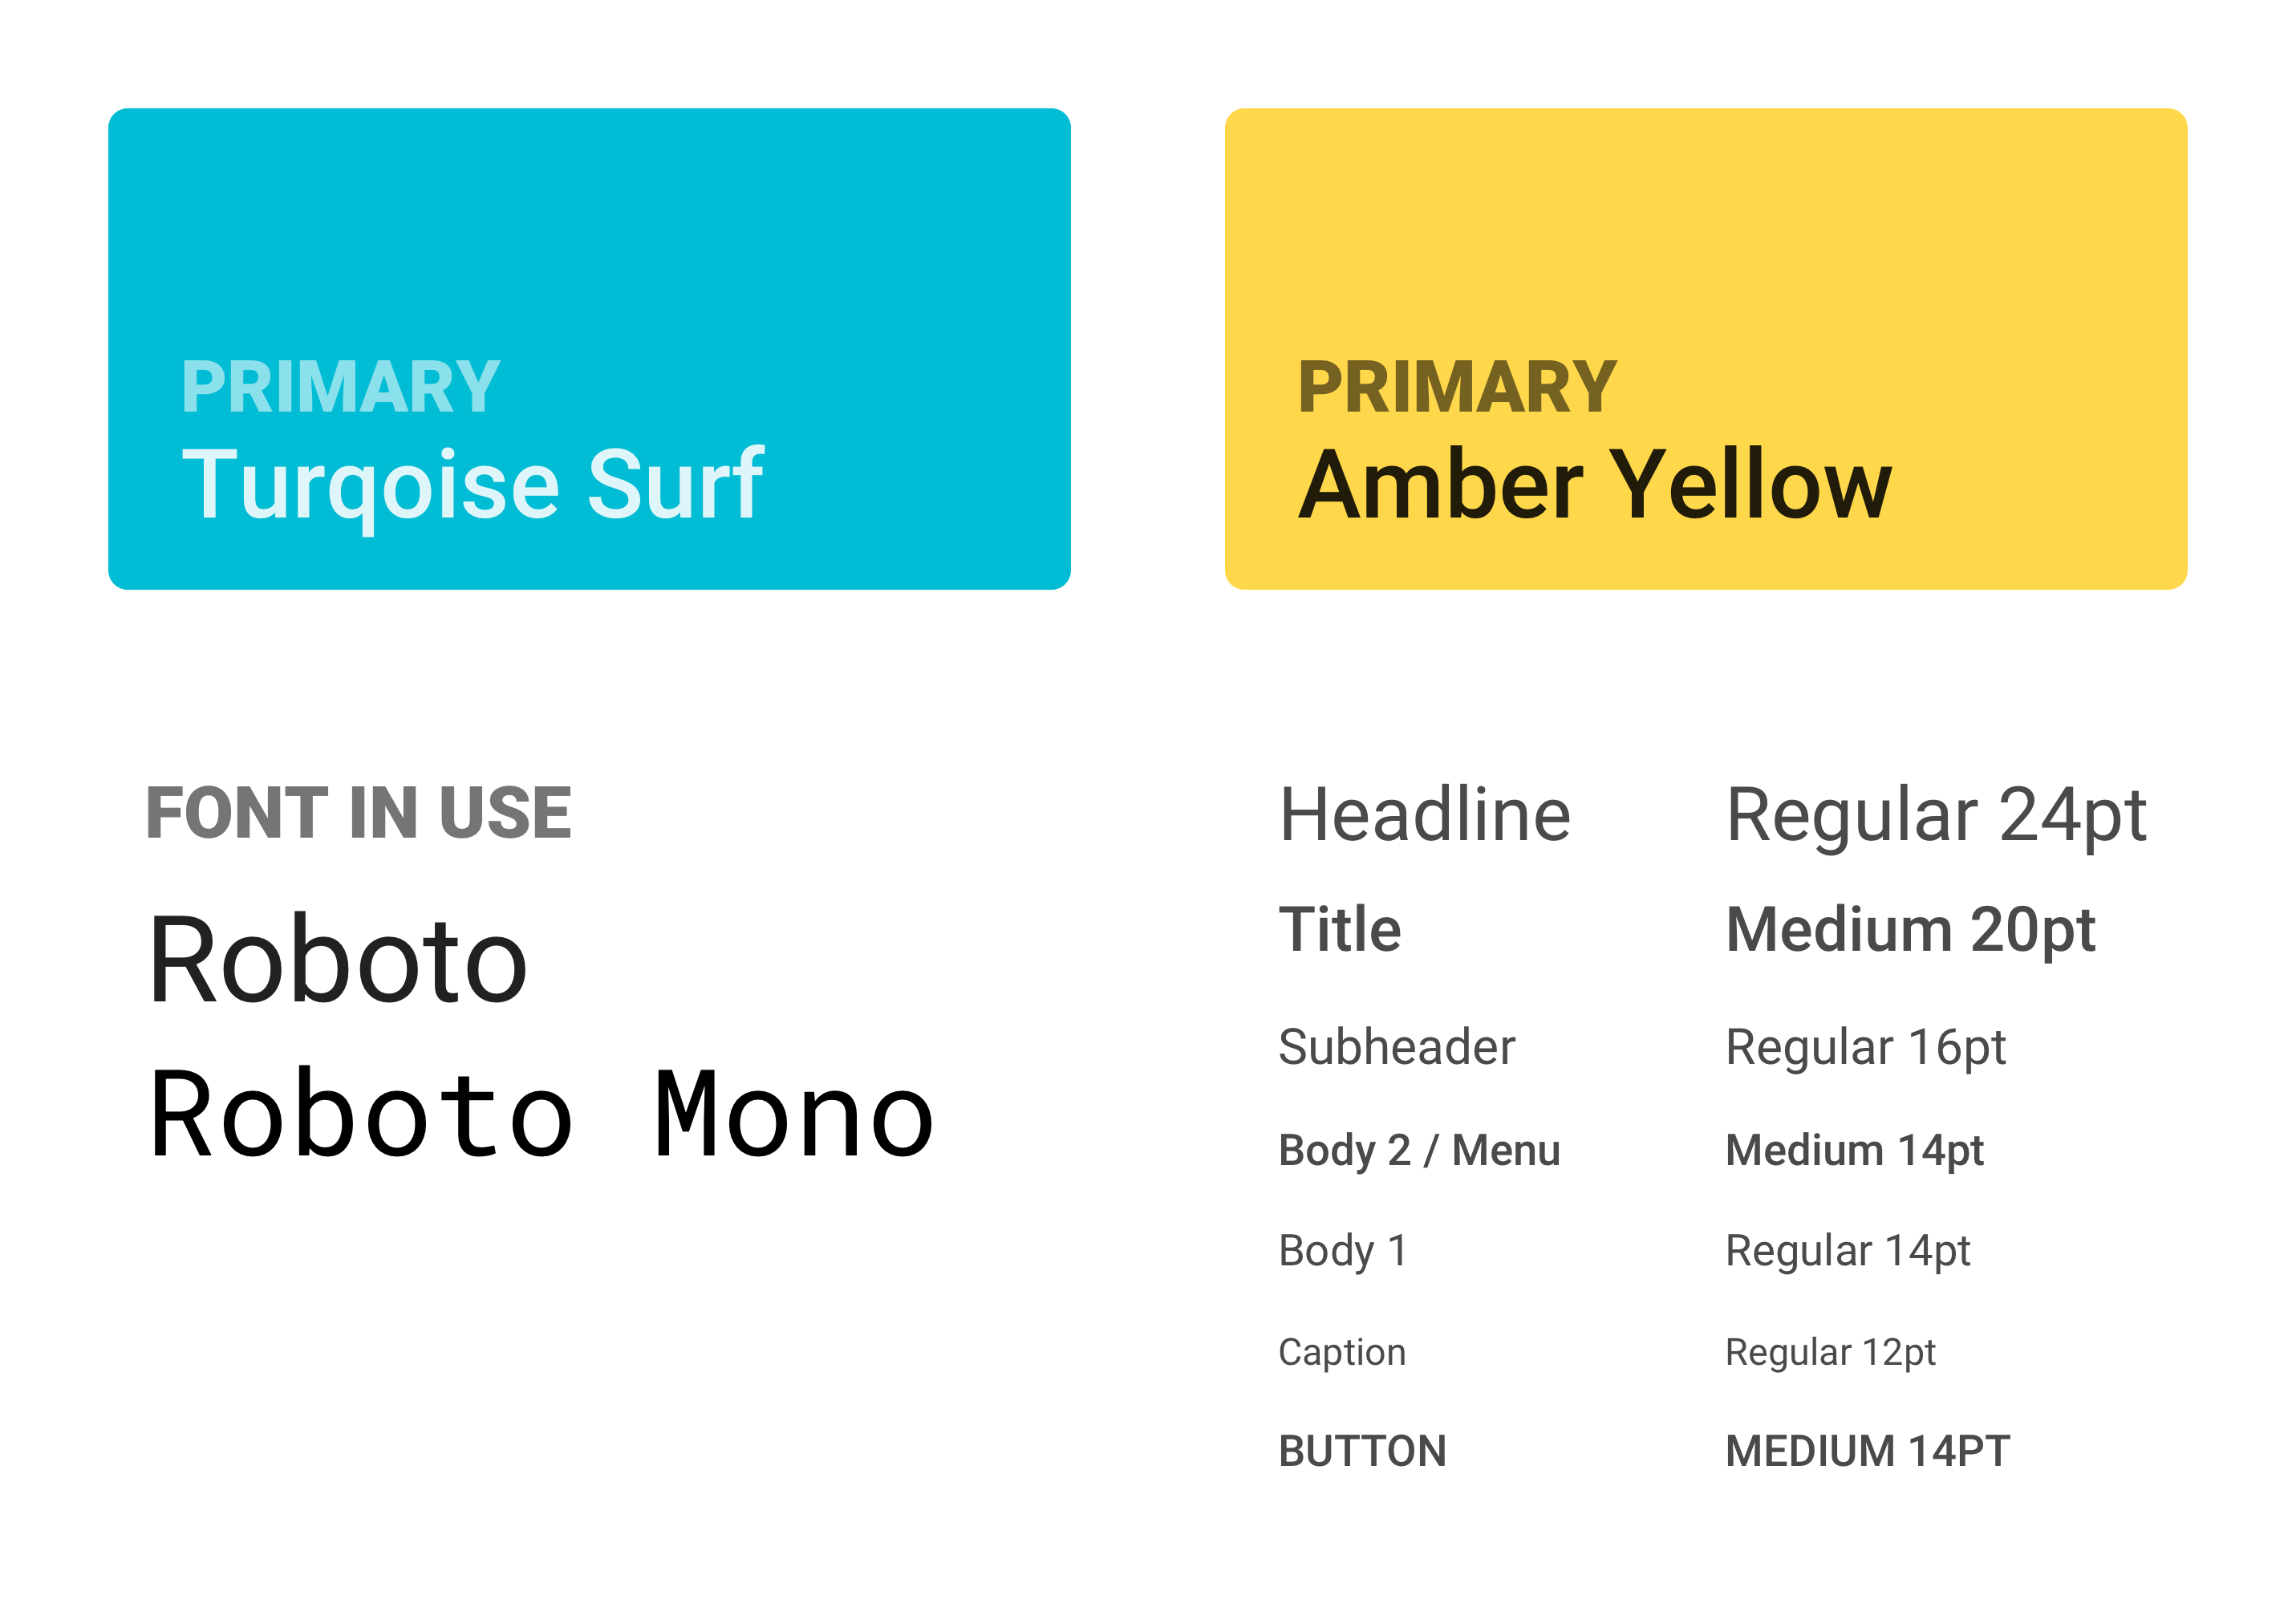 PRIMARY
Turqoise Surf
PRIMARY
Amber Yellow
FONT IN USE
Roboto
Roboto Mono
Headline Regular 24pt
Title Medium 20pt
Subheader Regular 16pt
Body 2 / Menu Medium 14pt
Body 1 Regular 14pt
Caption Regular 12pt
BUTTON MEDIUM 14PT